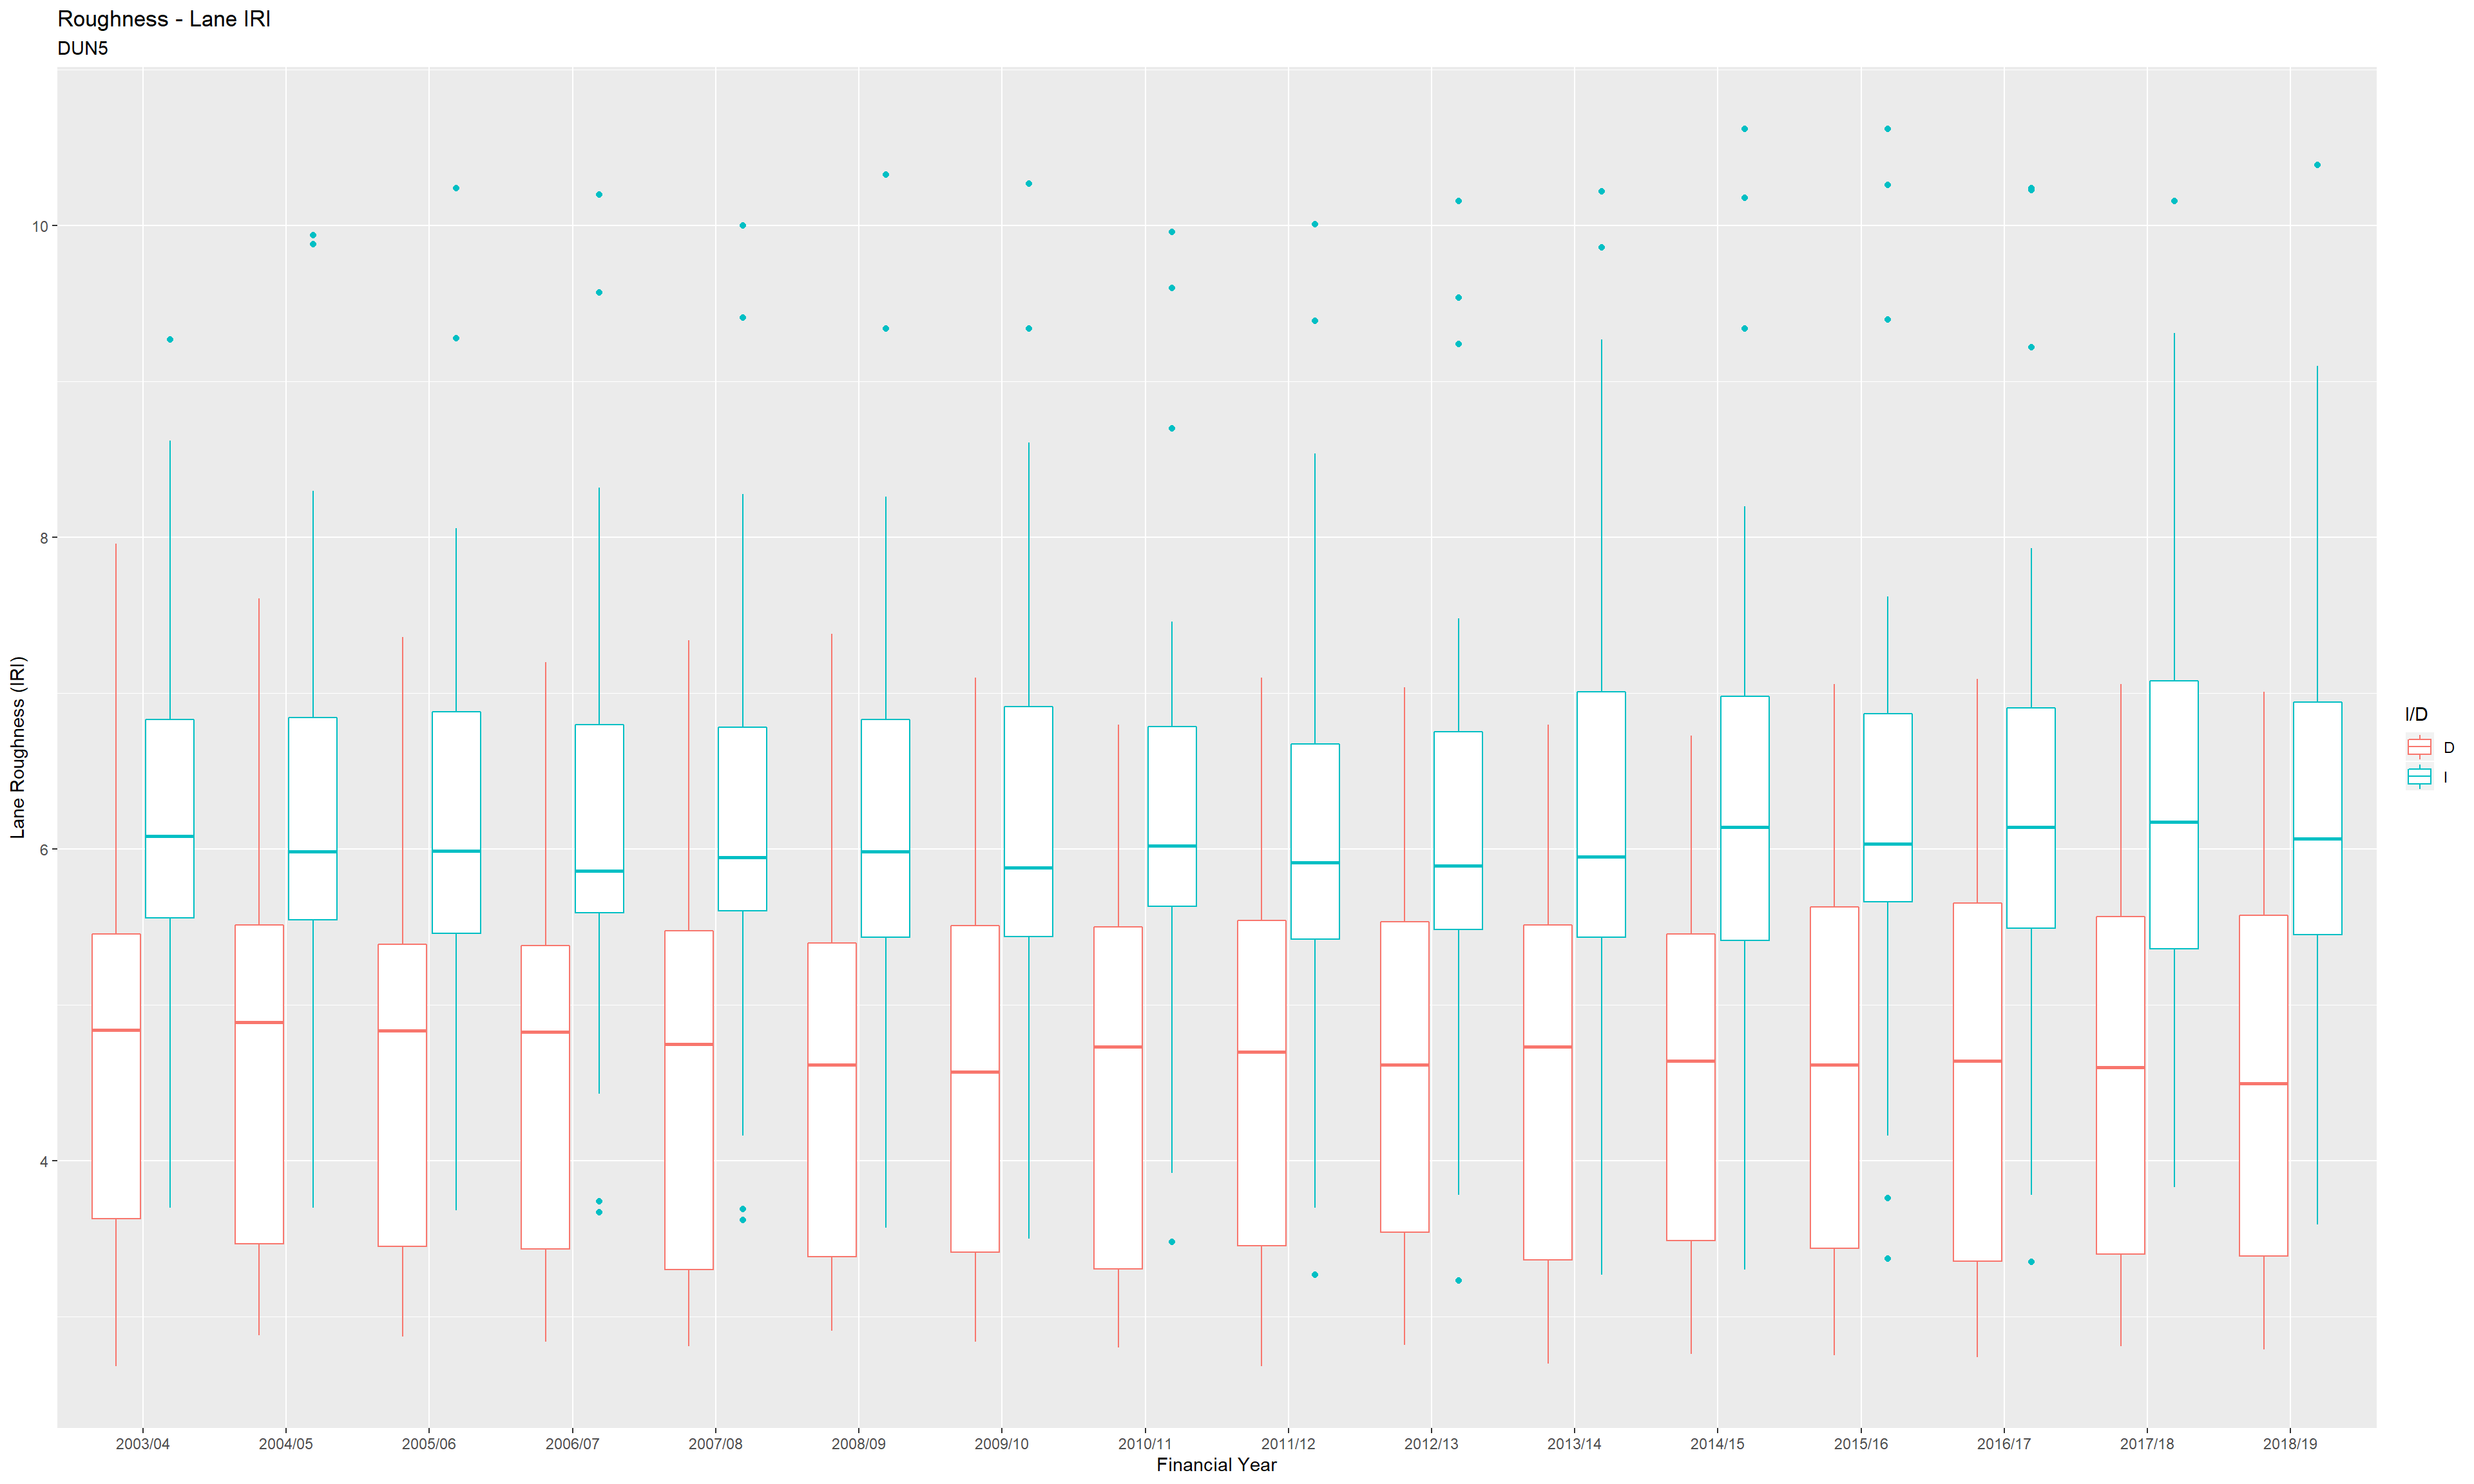 Roughness - Lane IRI
DUN5
Lane Roughness (IRI)
10
8
6
4
2003/04 2004/05 2005/06 2006/07 2007/08 2008/09 2009/10 2010/11 2011/12 2012/13 2013/14 2014/15 2015/16 2016/17 2017/18 2018/19
Financial Year
I/D
D
I